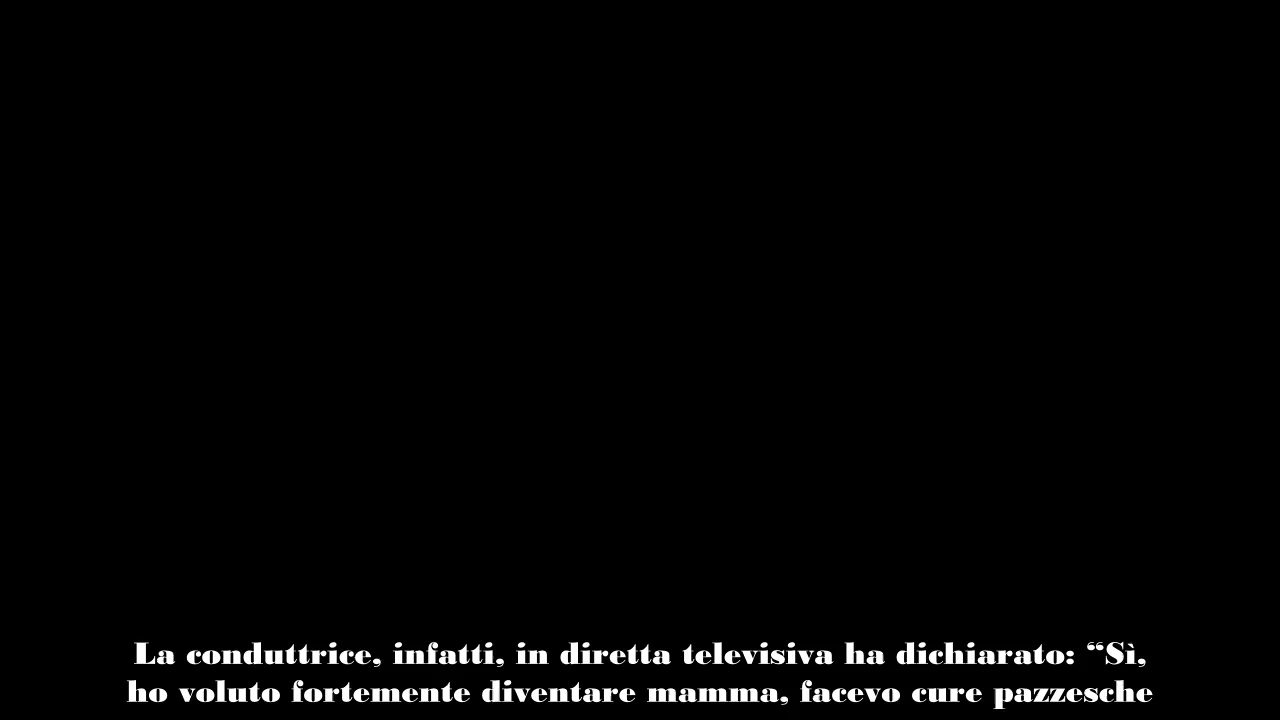 La conduttrice, infatti, in diretta televisiva ha dichiarato: “Sì,
ho voluto fortemente diventare mamma, facevo cure pazzesche